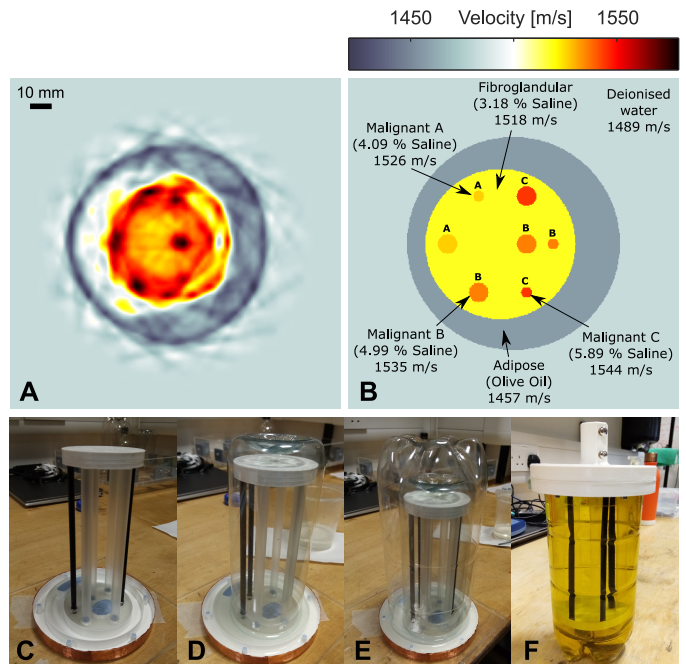 1450 Velocity [m/s] 1550
10 mm
A
Fibroglandular
(3.18 % Saline)
1518 m/s
Deionised
water
1489 m/s
Malignant A
(4.09 % Saline)
1526 m/s
A
C
A
B
B
B
C
Malignant B
(4.99 % Saline)
1535 m/s
Adipose
(Olive Oil)
1457 m/s
Malignant C
(5.89 % Saline)
1544 m/s
B
C
D
E
F